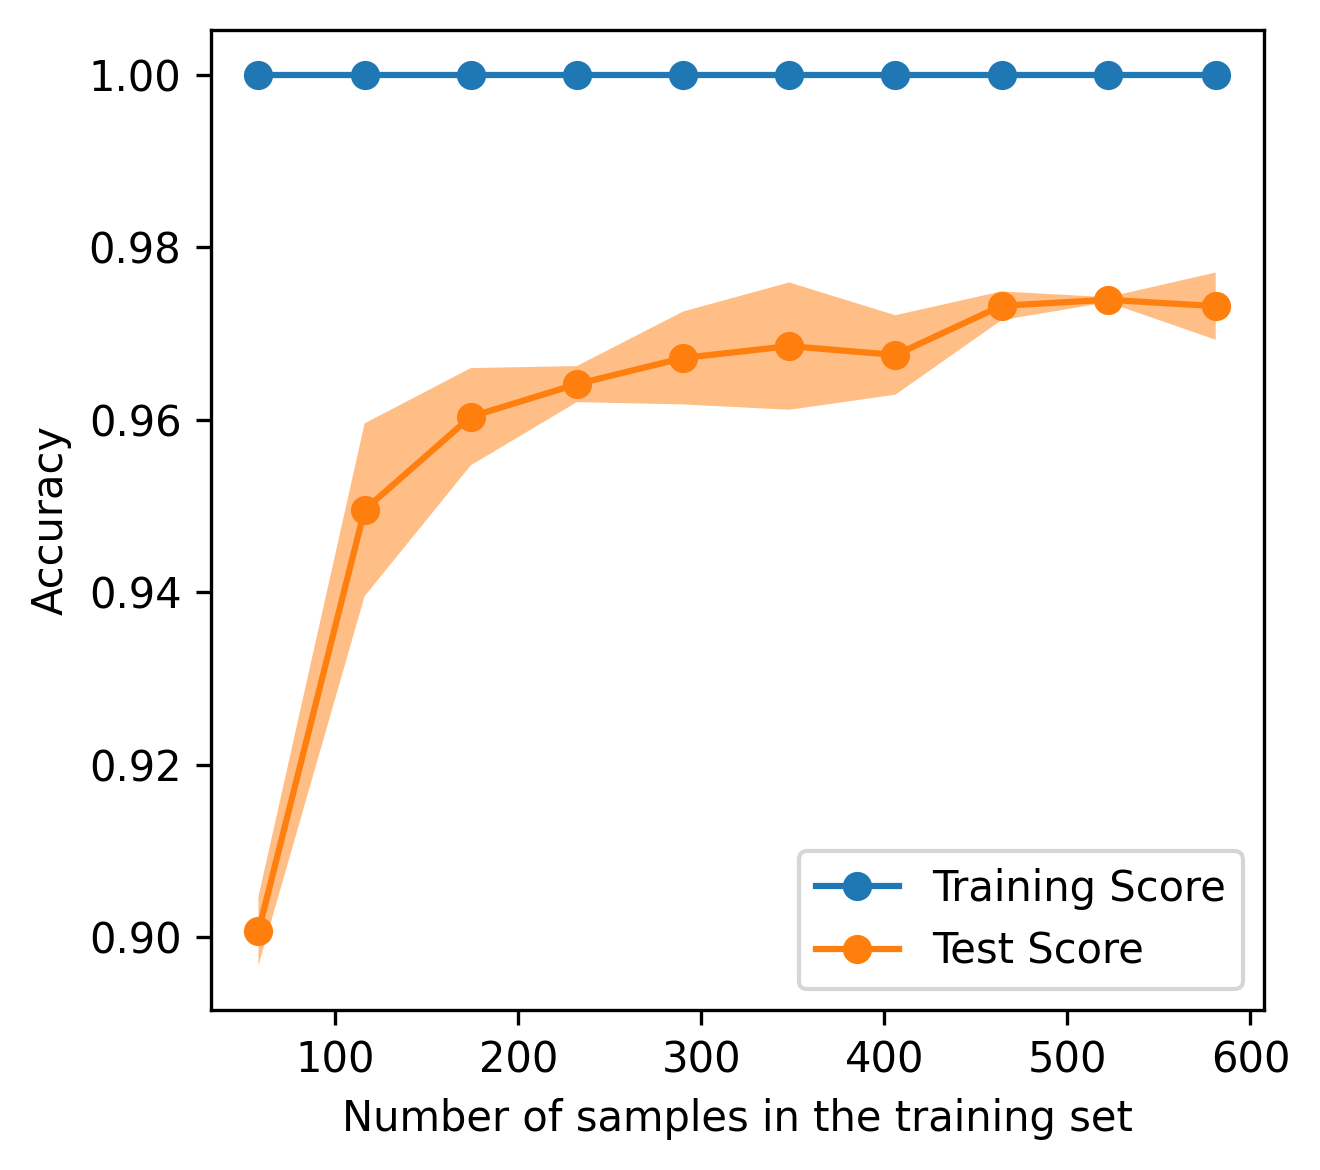 1.00
0.98
0.96
0.94
0.92
0.90
Accuracy
Training Score
Test Score
100 200 300 400 500 600
Number of samples in the training set